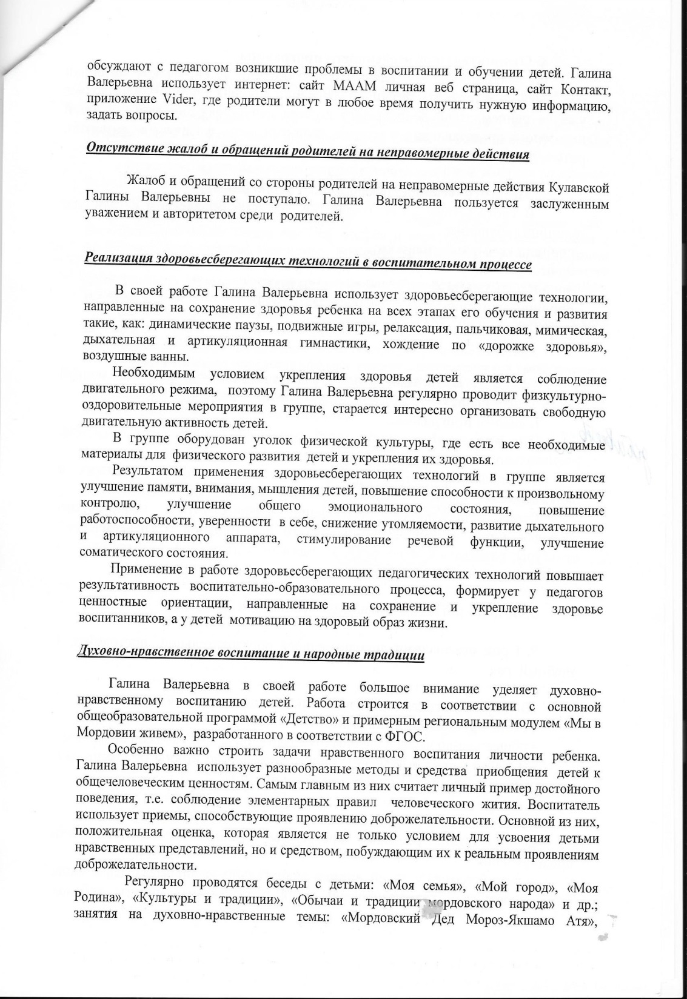 обсуждают с педагогом возникшие проблемы в воспитании и обучении детей. Галина
Валерьевна использует интернет: сайт МААМ личная веб страница, сайт Контакт,
приложение Vider, где родители могут в любое время получить нужную информацию,
задать вопросы.
Отсутствие жалоб и обращений родителей на неправомерные действия
Жалоб и обращений со стороны родителей на неправомерные действия Кулавской
Галины Валерьевны не поступало. Галина Валерьевна пользуется заслуженным
уважением и авторитетом среди родителей.
Реализация здоровьесберегающих технологий в воспитательном процессе
В своей работе Галина Валерьевна использует здоровьесберегающие технологии,
направленные на сохранение здоровья ребенка на всех этапах его обучения и развития
такие, как: динамические паузы, подвижные игры, релаксация, пальчиковая, мимическая,
дыхательная и артикуляционная гимнастики, хождение по «дорожке здоровья»,
воздушные ванны.
Необходимым условием укрепления здоровья детей является соблюдение
двигательного режима, поэтому Галина Валерьевна регулярно проводит физкультурно-
оздоровительные мероприятия в группе, старается интересно организовать свободную
двигательную активность детей.
В группе оборудован уголок физической культуры, где есть все необходимые
материалы для физического развития детей и укрепления их здоровья.
Результатом применения здоровьесберегающих технологий в группе является
улучшение памяти, внимания, мышления детей, повышение способности к произвольному
контролю, улучшение общего эмоционального состояния, повышение
работоспособности, уверенности в себе, снижение утомляемости, развитие дыхательного
и артикуляционного аппарата, стимулирование речевой функции, улучшение
соматического состояния.
Применение в работе здоровьесберегающих педагогических технологий повышает
результативность воспитательно-образовательного процесса, формирует у педагогов
ценностные ориентации, направленные на сохранение и укрепление здоровье
воспитанников, а у детей мотивацию на здоровый образ жизни.
Духовно-нравственное воспитание и народные традиции
Галина Валерьевна в своей работе большое внимание уделяет духовно-
нравственному воспитанию детей. Работа строится в соответствии с основной
общеобразовательной программой «Детство» и примерным региональным модулем «Мы в
Мордовии живем», разработанного в соответствии с ФГОС.
Особенно важно строить задачи нравственного воспитания личности ребенка.
Галина Валерьевна использует разнообразные методы и средства приобщения детей к
общечеловеческим ценностям. Самым главным из них считает личный пример достойного
поведения, т.е. соблюдение элементарных правил человеческого жития. Воспитатель
использует приемы, способствующие проявлению доброжелательности. Основной из них,
положительная оценка, которая является не только условием для усвоения детьми
нравственных представлений, но и средством, побуждающим их к реальным проявлениям
доброжелательности.
Регулярно проводятся беседы с детьми: «Моя семья», «Мой город», «Моя
Родина», «Культуры и традиции», «Обычаи и традиции мордовского народа» и др.;
занятия на духовно-нравственные темы: «Мордовский Дед Мороз-Якшамо Атя»,